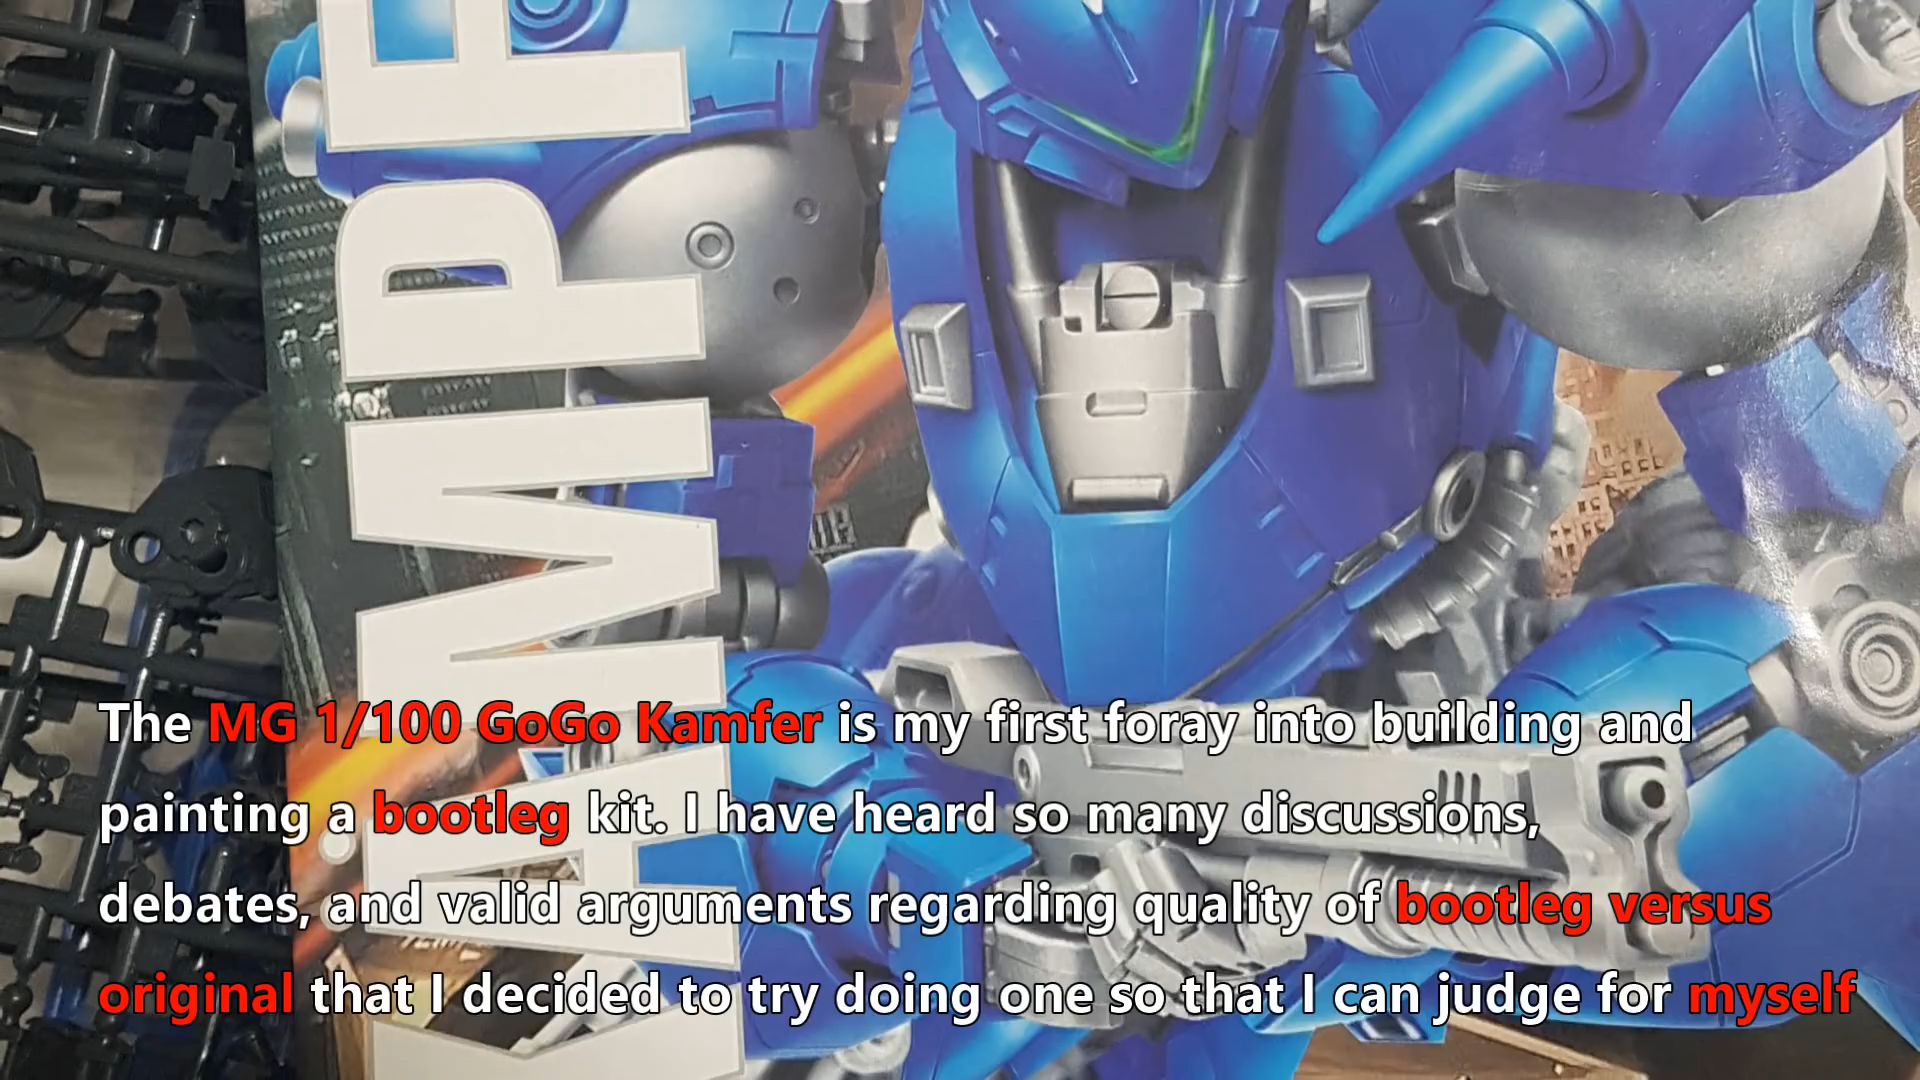 KAMPF
The MG 1/100 GoGo Kamfer is my first foray into building and
painting a bootleg kit. I have heard so many discussions,
debates, and valid arguments regarding quality of bootleg versus
original that I decided to try doing one so that I can judge for myself